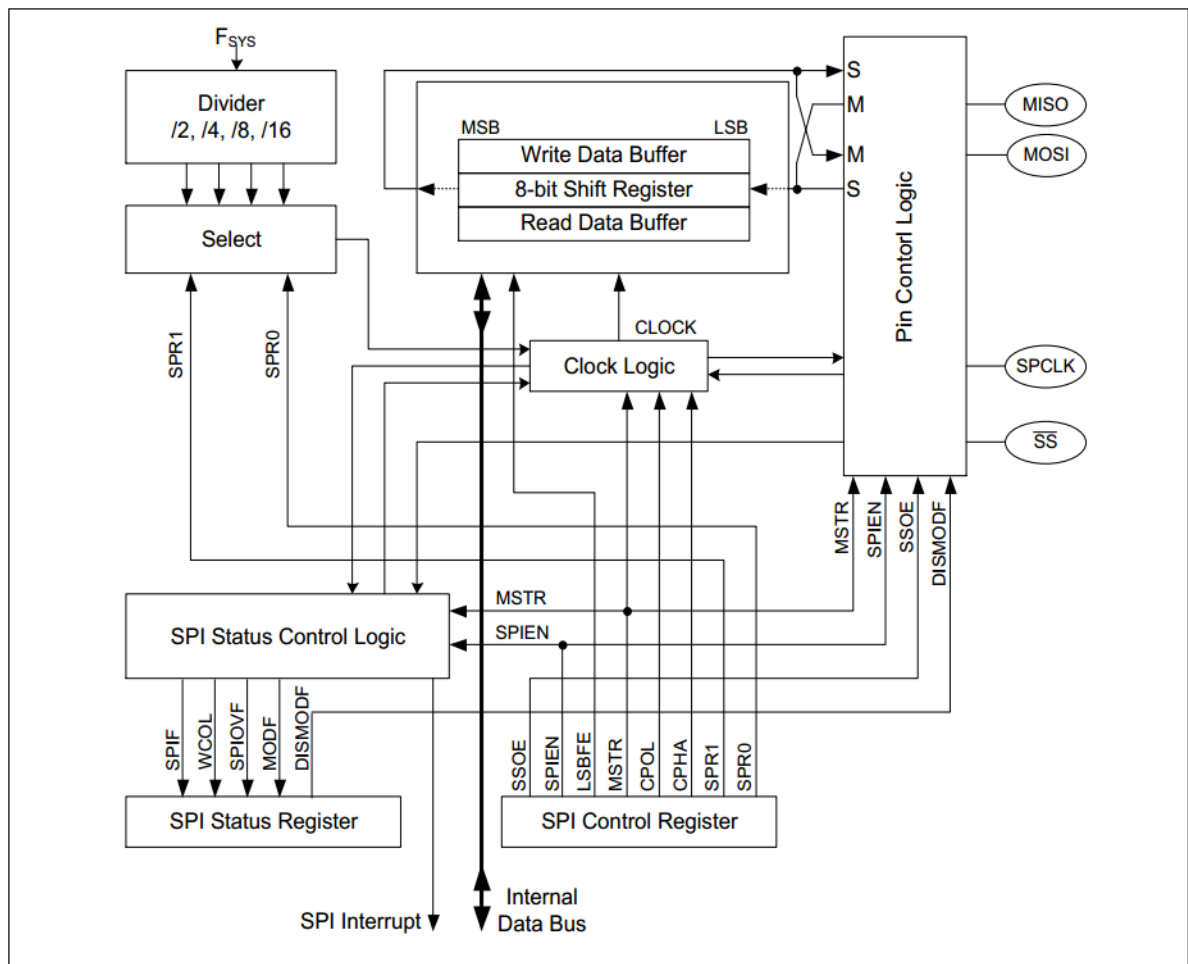 FSYS
Divider
/2, /4, /8, /16
Select
SPR1
SPR0
MSB
LSB
Write Data Buffer
8-bit Shift Register
Read Data Buffer
CLOCK
Clock Logic
S
M
M
S
Pin Contorl Logic
MISO
MOSI
SPCLK
SS
MSTR
SPIEN
SSOE
DISMODF
MSTR
SPIEN
SPI Status Control Logic
SPIF
WCOL
SPIOVF
MODF
DISMODF
SPI Status Register
SSOE
SPIEN
LSBFE
MSTR
CPOL
CPHA
SPR1
SPR0
SPI Control Register
SPI Interrupt
Internal
Data Bus